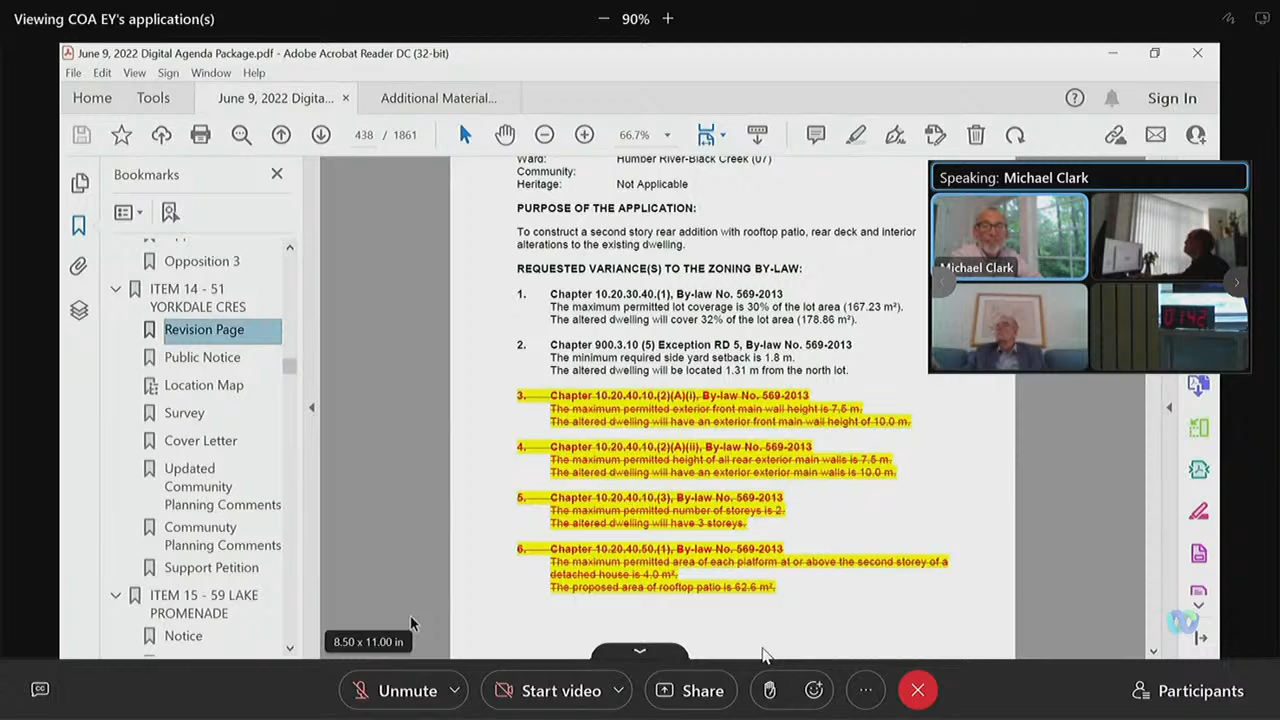 Viewing COA EY's application(s)
90%
June 9, 2022 Digital Agenda Package.pdf - Adobe Acrobat Reader DC (32-bit)
File Edit View Sign Window Help
Home Tools June 9, 2022 Digita... × Additional Material... Sign In
438 / 1861 66.7%
Bookmarks
Opposition 3
ITEM 14 - 51
YORKDALE CRES
Revision Page
Public Notice
Location Map
Survey
Cover Letter
Updated
Community
Planning Comments
Communuty
Planning Comments
Support Petition
ITEM 15 - 59 LAKE
PROMENADE
Notice
8.50 x 11.00 in
Ward: Humber River-Black Creek (07)
Community:
Heritage: Not Applicable
PURPOSE OF THE APPLICATION:
To construct a second story rear addition with rooftop patio, rear deck and interior
alterations to the existing dwelling.
REQUESTED VARIANCE(S) TO THE ZONING BY-LAW:
1. Chapter 10.20.30.40.(1), By-law No. 569-2013
The maximum permitted lot coverage is 30% of the lot area (167.23 m²).
The altered dwelling will cover 32% of the lot area (178.86 m²).
2. Chapter 900.3.10 (5) Exception RD 5, By-law No. 569-2013
The minimum required side yard setback is 1.8 m.
The altered dwelling will be located 1.31 m from the north lot.
3. Chapter 10.20.40.10.(2)(A)(i), By-law No. 569-2013
The maximum permitted exterior front main wall height is 7.5 m.
The altered dwelling will have an exterior front main wall height of 10.0 m.
4. Chapter 10.20.40.10.(2)(A)(ii), By-law No. 569-2013
The maximum permitted height of all rear exterior main walls is 7.5 m.
The altered dwelling will have an exterior exterior main walls is 10.0 m.
5. Chapter 10.20.40.10.(3), By-law No. 569-2013
The maximum permitted number of storeys is 2.
The altered dwelling will have 3 storeys.
6. Chapter 10.20.40.50.(1), By-law No. 569-2013
The maximum permitted area of each platform at or above the second storey of a
detached house is 4.0 m².
The proposed area of rooftop patio is 62.6 m².
Speaking: Michael Clark
Michael Clark
01:42
Unmute Start video Share Participants